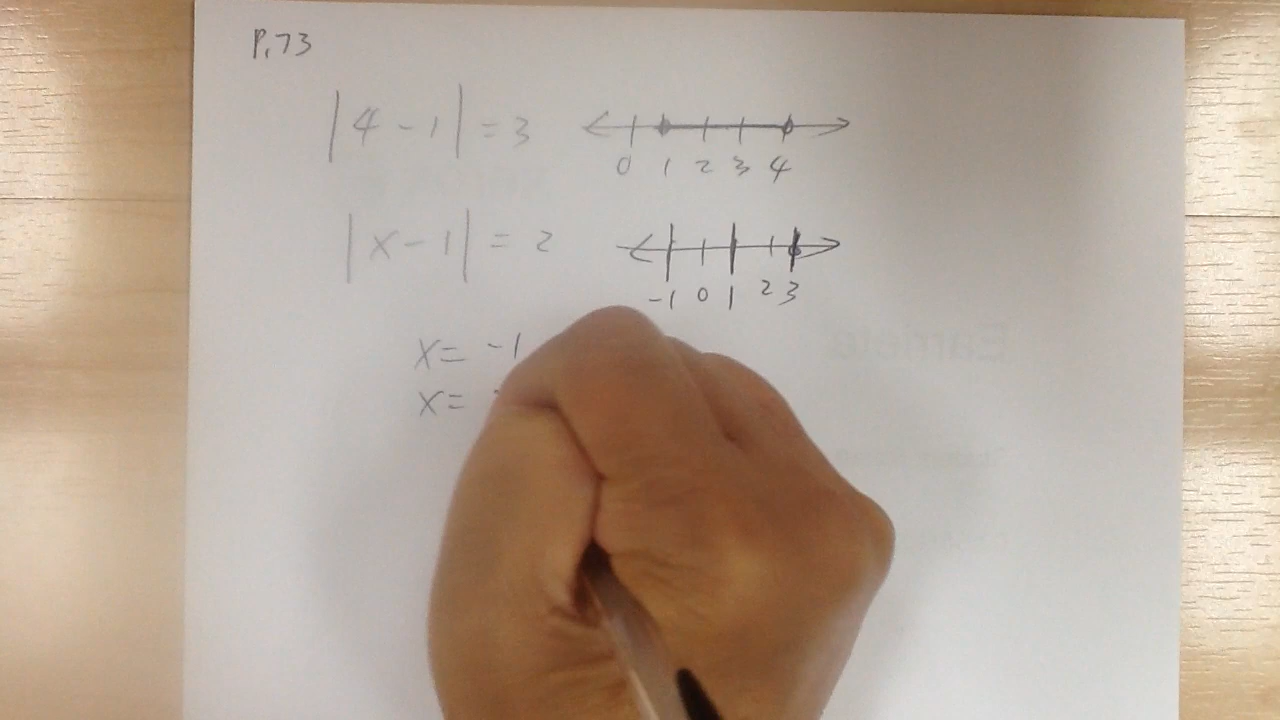 P.73
|4-1| = 3
0 1 2 3 4
|x-1| = 2
-1 0 1 2 3
x= -1
x=